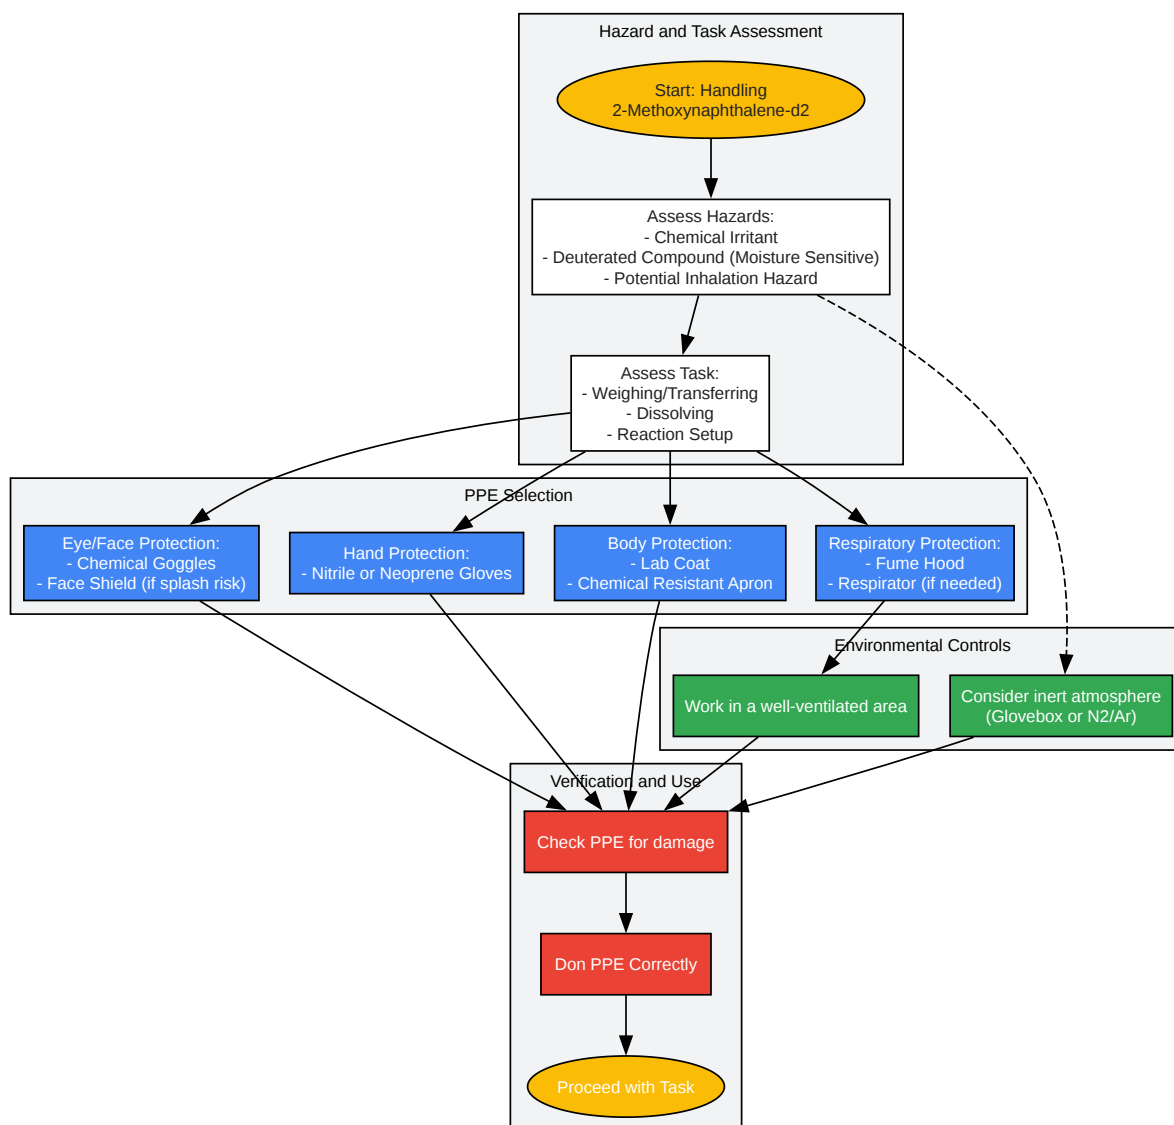 Hazard and Task Assessment
Start: Handling
2-Methoxynaphthalene-d2
Assess Hazards:
- Chemical Irritant
- Deuterated Compound (Moisture Sensitive)
- Potential Inhalation Hazard
Assess Task:
- Weighing/Transferring
- Dissolving
- Reaction Setup
PPE Selection
Eye/Face Protection:
- Chemical Goggles
- Face Shield (if splash risk)
Hand Protection:
- Nitrile or Neoprene Gloves
Body Protection:
- Lab Coat
- Chemical Resistant Apron
Respiratory Protection:
- Fume Hood
- Respirator (if needed)
Environmental Controls
Work in a well-ventilated area
Consider inert atmosphere
(Glovebox or N2/Ar)
Verification and Use
Check PPE for damage
Don PPE Correctly
Proceed with Task